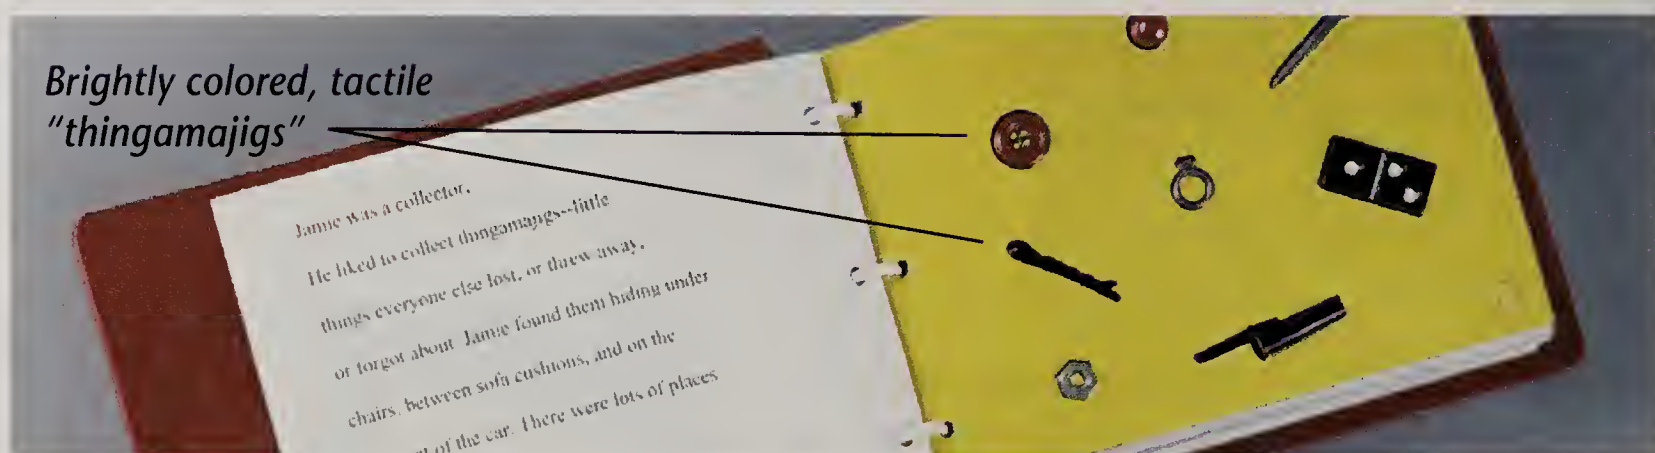 Brightly colored, tactile
“thingamajigs”
Jamie was a collector.
He liked to collect thingamajigs--little
things everyone else lost, or threw away,
or forgot about. Jamie found them hiding under
chairs, between sofa cushions, and on the
of the car. There were lots of places